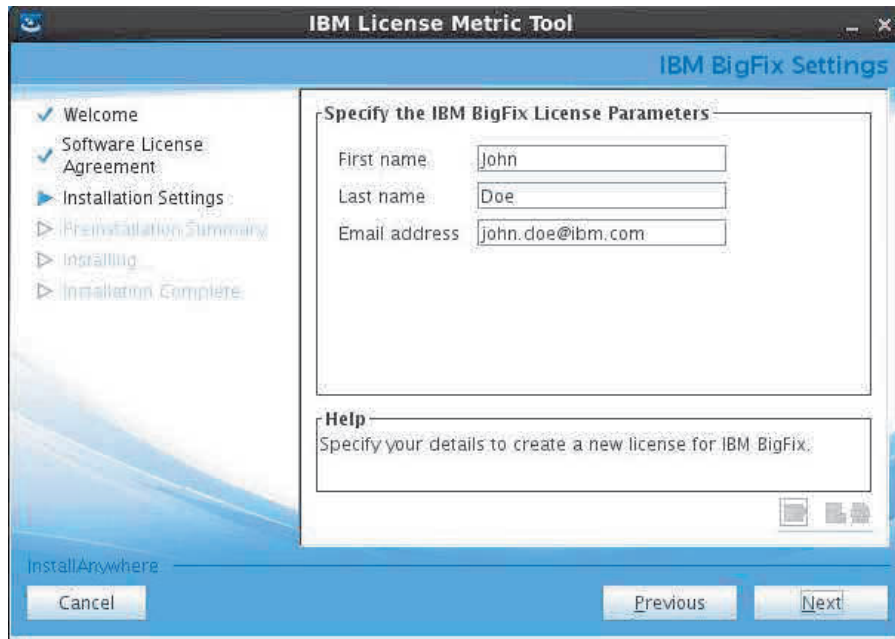 IBM License Metric Tool
IBM BigFix Settings
Welcome
Software License
Agreement
Installation Settings
Preinstallation Summary
Installing...
Installation Complete
Specify the IBM BigFix License Parameters
First name
John
Last name
Doe
Email address
john.doe@ibm.com
Help
Specify your details to create a new license for IBM BigFix.
InstallAnywhere
Cancel
Previous
Next